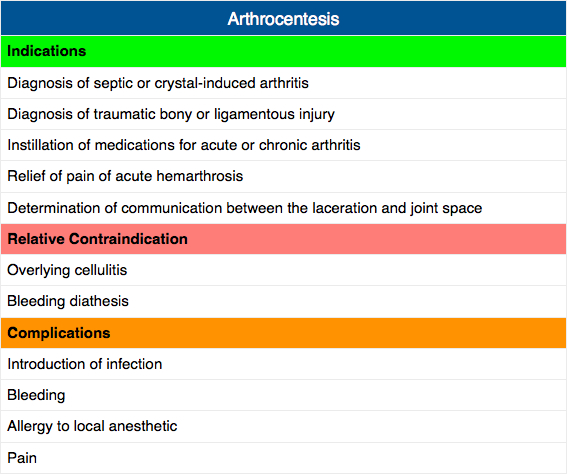 Arthrocentesis
Indications
Diagnosis of septic or crystal-induced arthritis
Diagnosis of traumatic bony or ligamentous injury
Instillation of medications for acute or chronic arthritis
Relief of pain of acute hemarthrosis
Determination of communication between the laceration and joint space
Relative Contraindication
Overlying cellulitis
Bleeding diathesis
Complications
Introduction of infection
Bleeding
Allergy to local anesthetic
Pain